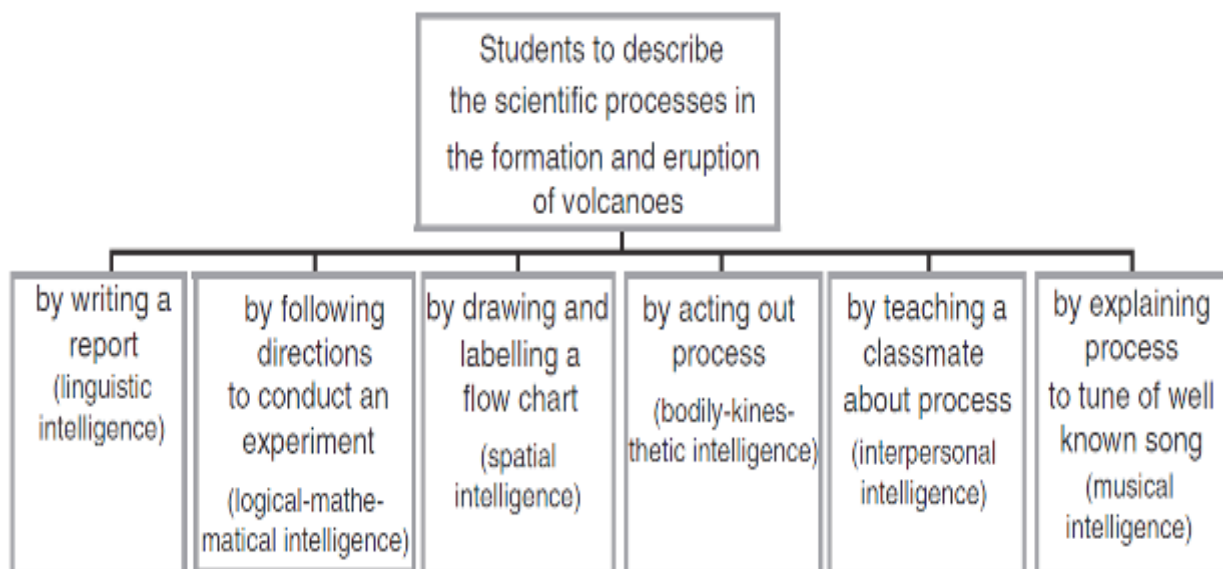 Students to describe
the scientific processes in
the formation and eruption
of volcanoes
by writing a
report
(linguistic
intelligence)
by following
directions
to conduct an
experiment
(logical-mathe-
matical intelligence)
by drawing and
labelling a
flow chart
(spatial
intelligence)
by acting out
process
(bodily-kines-
thetic intelligence)
by teaching a
classmate
about process
(interpersonal
intelligence)
by explaining
process
to tune of well
known song
(musical
intelligence)